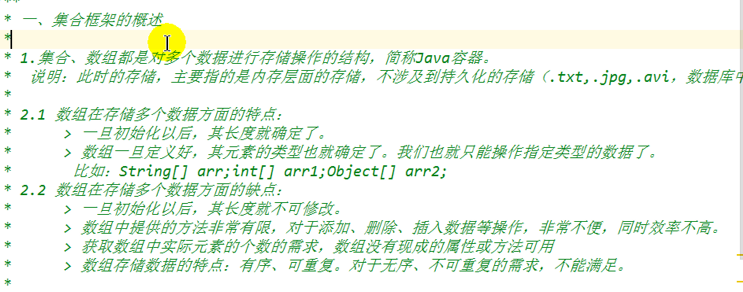 **
* 一、集合框架的概述
*
* 1.集合、数组都是对多个数据进行存储操作的结构，简称Java容器。
* 说明：此时的存储，主要指的是内存层面的存储，不涉及到持久化的存储（.txt,.jpg,.avi，数据库中
*
* 2.1 数组在存储多个数据方面的特点：
* > 一旦初始化以后，其长度就确定了。
* > 数组一旦定义好，其元素的类型也就确定了。我们也就只能操作指定类型的数据了。
* 比如：String[] arr;int[] arr1;Object[] arr2;
* 2.2 数组在存储多个数据方面的缺点：
* > 一旦初始化以后，其长度就不可修改。
* > 数组中提供的方法非常有限，对于添加、删除、插入数据等操作，非常不便，同时效率不高。
* > 获取数组中实际元素的个数的需求，数组没有现成的属性或方法可用
* > 数组存储数据的特点：有序、可重复。对于无序、不可重复的需求，不能满足。
*